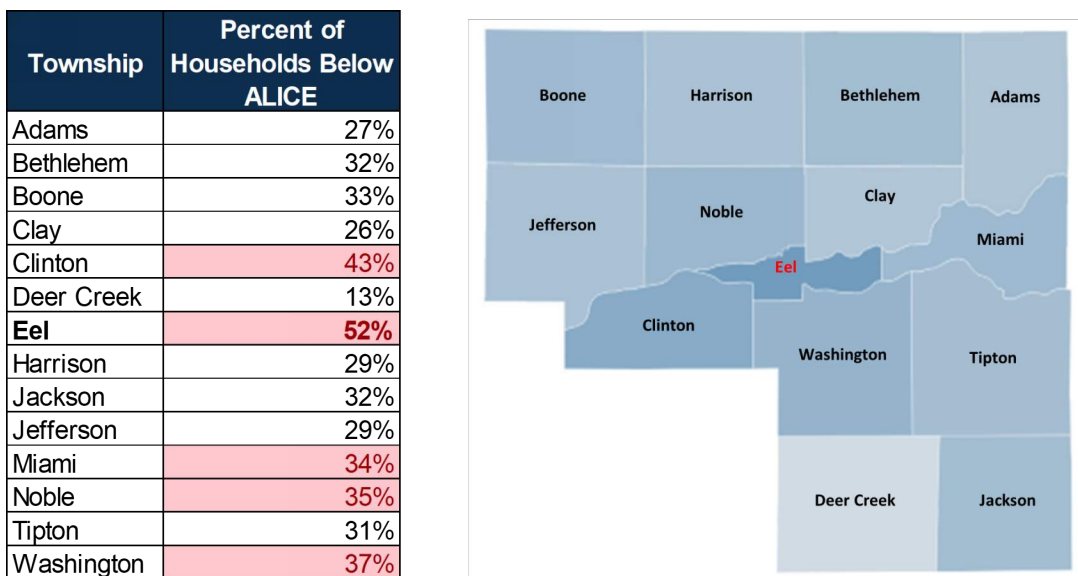 Township
Percent of
Households Below
ALICE
Adams 27%
Bethlehem 32%
Boone 33%
Clay 26%
Clinton 43%
Deer Creek 13%
Eel 52%
Harrison 29%
Jackson 32%
Jefferson 29%
Miami 34%
Noble 35%
Tipton 31%
Washington 37%
Boone Harrison Bethlehem Adams
Clay
Noble
Jefferson
Miami
Eel
Clinton
Washington Tipton
Deer Creek Jackson